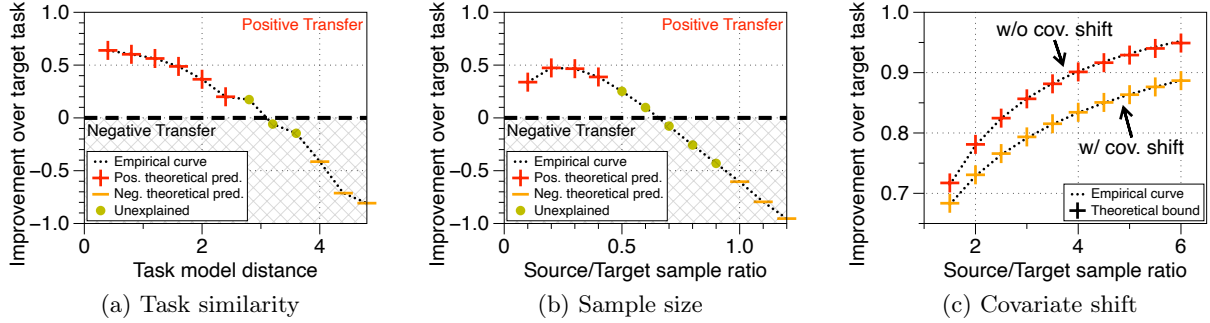 Improvement over target task
1.0
0.5
0
−0.5
−1.0
Positive Transfer
Negative Transfer
Empirical curve
Pos. theoretical pred.
Neg. theoretical pred.
Unexplained
0
2
4
Task model distance
(a) Task similarity
Improvement over target task
1.0
0.5
0
−0.5
−1.0
Positive Transfer
Negative Transfer
Empirical curve
Pos. theoretical pred.
Neg. theoretical pred.
Unexplained
0
0.5
1.0
Source/Target sample ratio
(b) Sample size
Improvement over target task
1.0
0.9
0.8
0.7
w/o cov. shift
w/ cov. shift
Empirical curve
Theoretical bound
2
4
6
Source/Target sample ratio
(c) Covariate shift